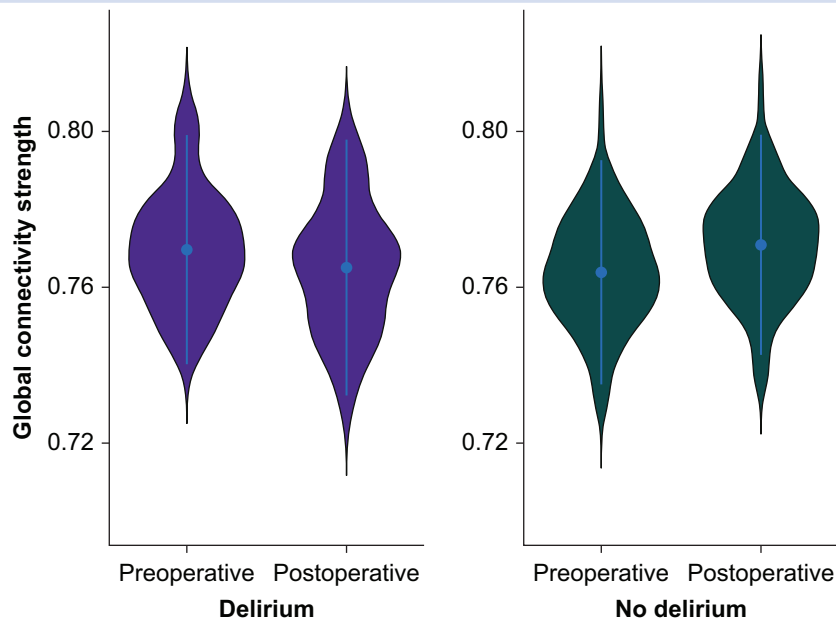 Global connectivity strength
0.80
0.76
0.72
Preoperative Postoperative
Delirium
0.80
0.76
0.72
Preoperative Postoperative
No delirium